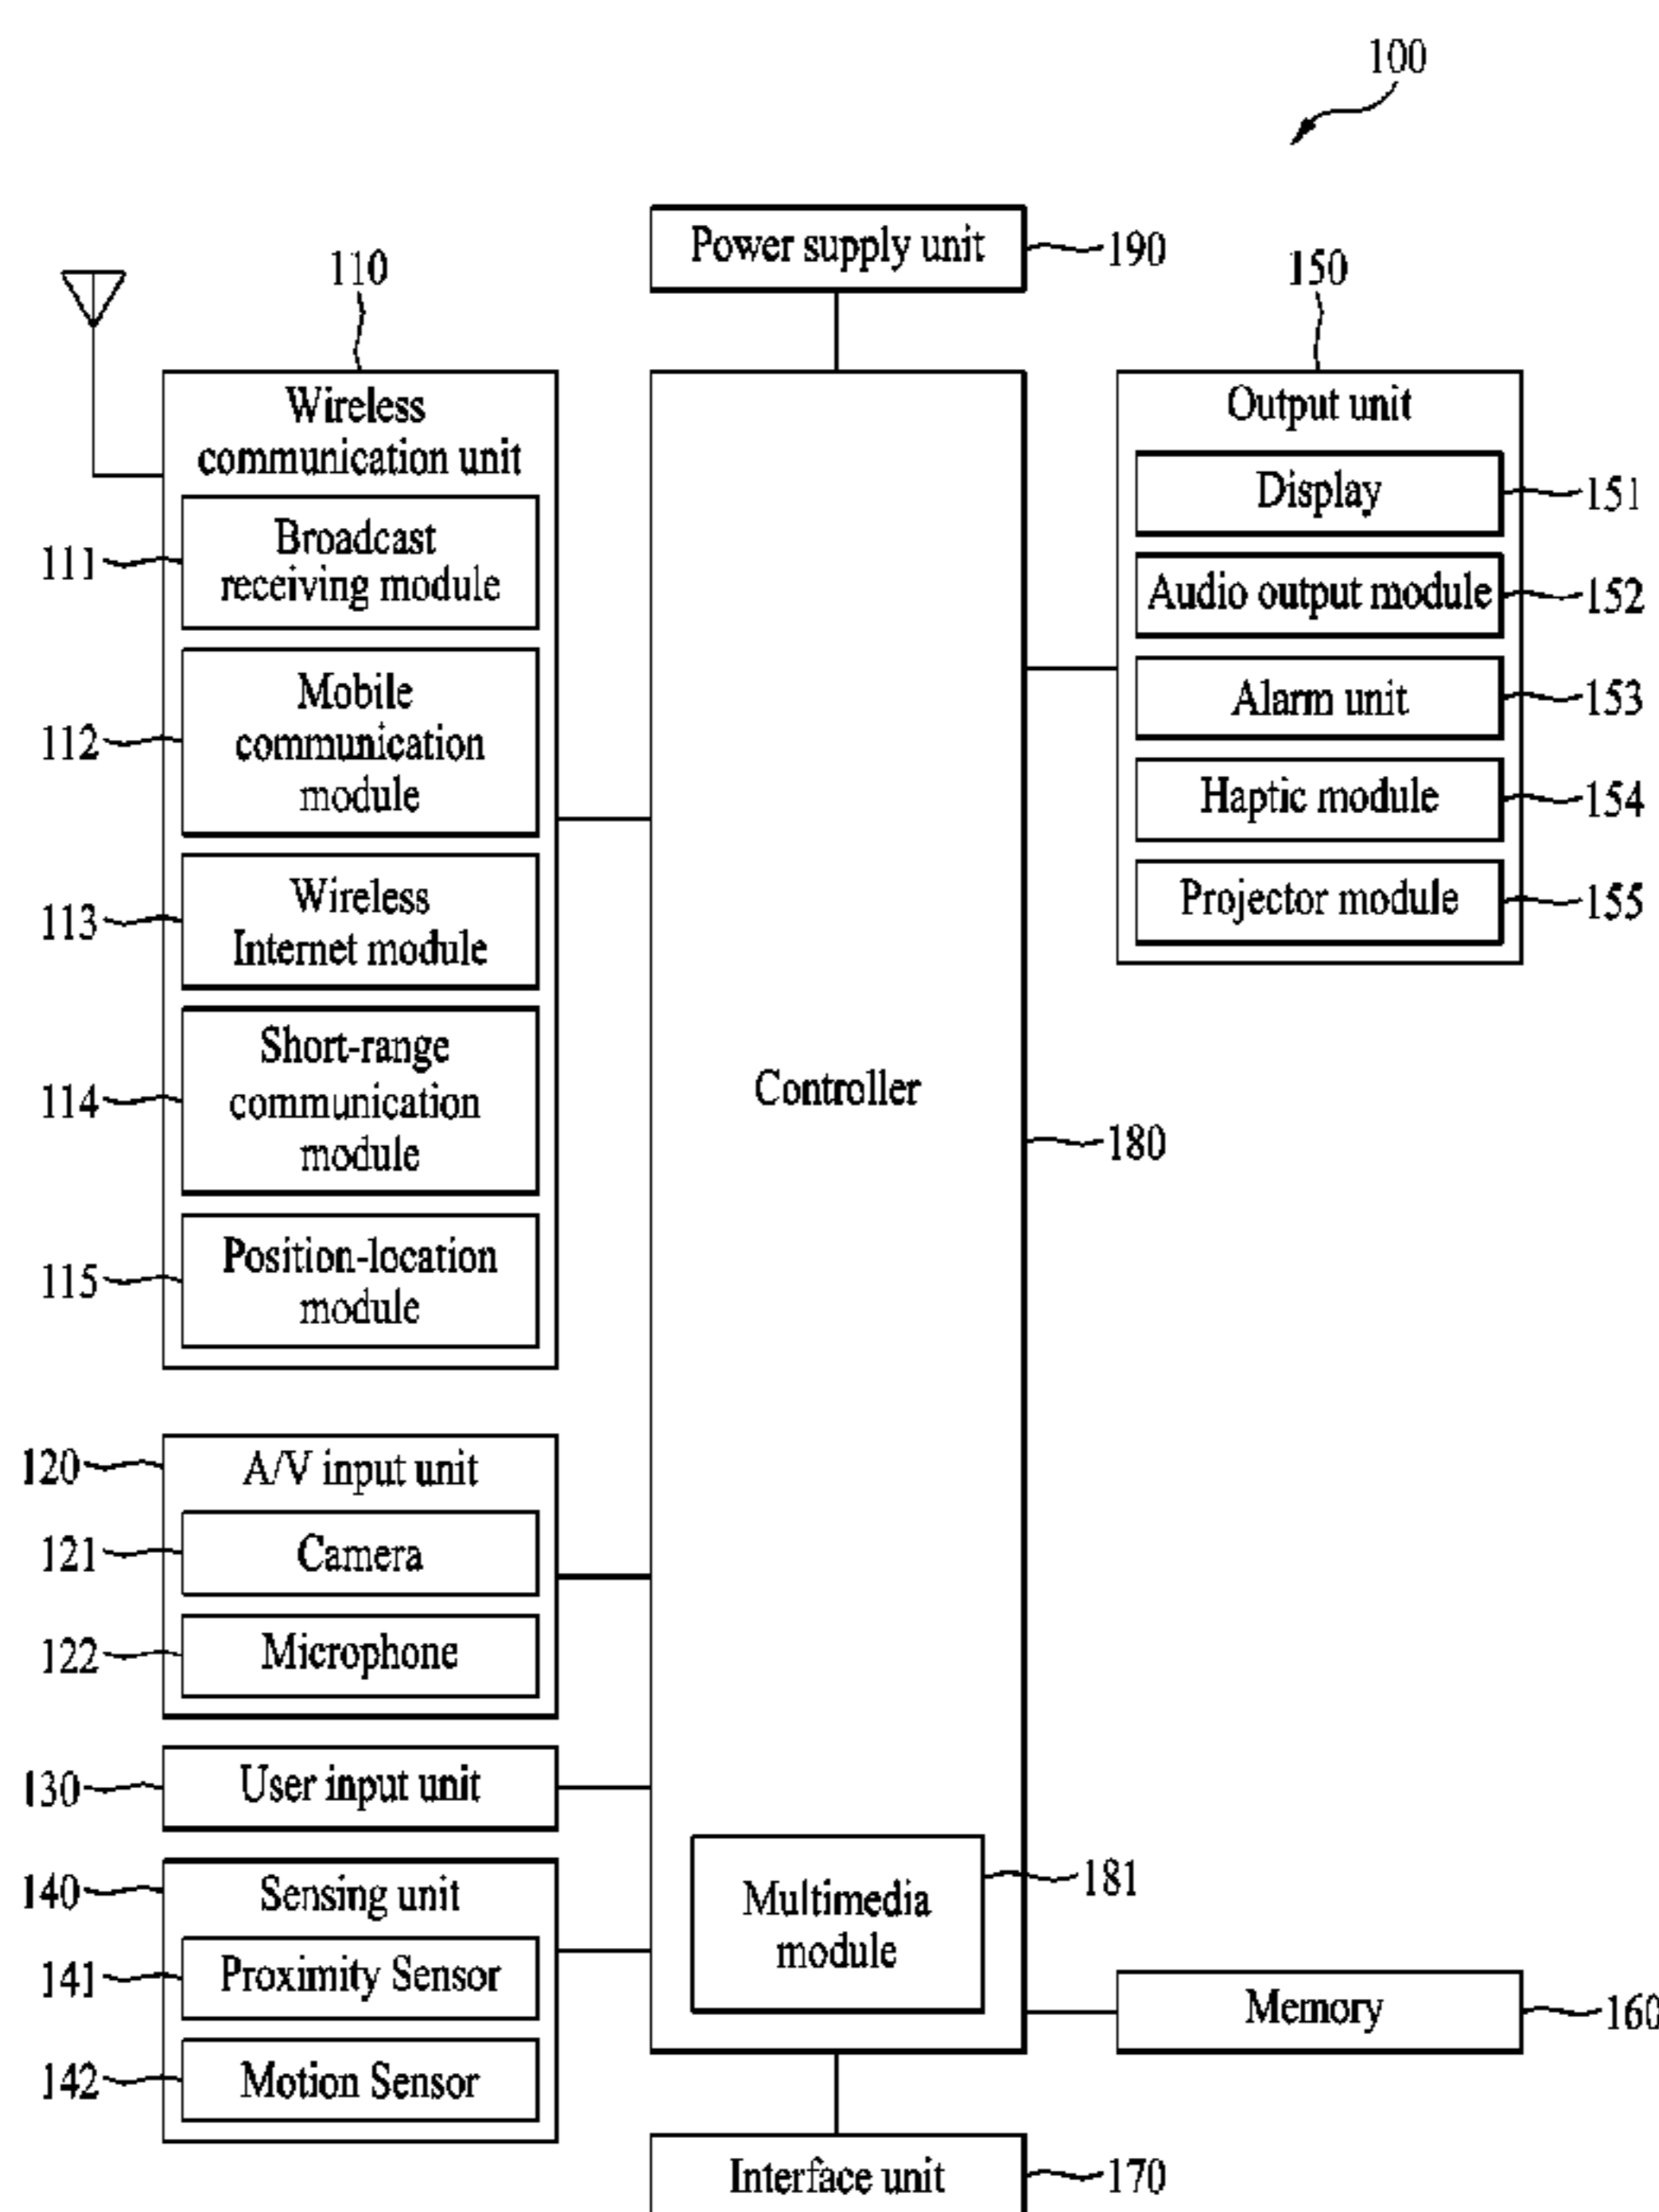 100
Power supply unit
190
110
150
Wireless
communication unit
Output unit
Display
151
Broadcast
receiving module
111
Audio output module
152
Mobile
communication
module
112
Alarm unit
153
Haptic module
154
Wireless
Internet module
113
Projector module
155
Short-range
communication
module
114
Controller
180
Position-location
module
115
120
A/V input unit
121
Camera
122
Microphone
130
User input unit
140
Sensing unit
141
Proximity Sensor
142
Motion Sensor
Multimedia
module
181
Memory
160
Interface unit
170